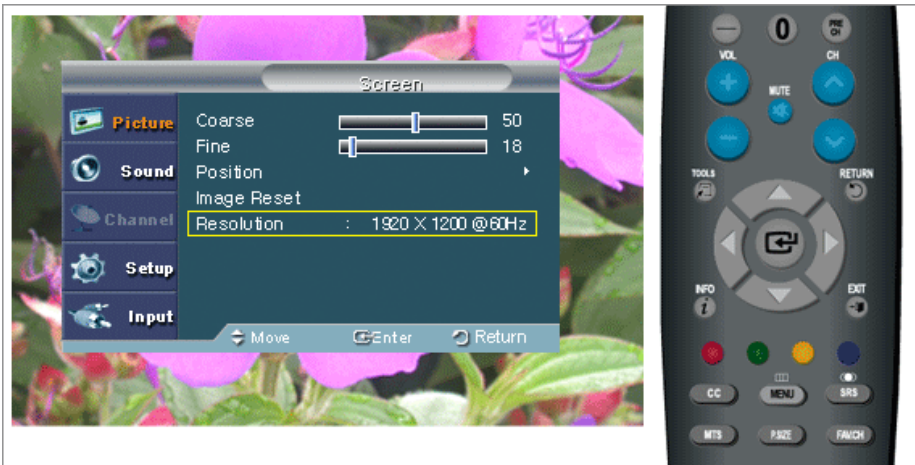 Screen
Picture
Sound
Channel
Setup
Input
Coarse 50
Fine 18
Position
Image Reset
Resolution : 1920 X 1200 @60Hz
Move Enter Return
0 PRE CH
VOL CH
MUTE
TOOLS RETURN
INFO EXIT
CC MENU SRS
MTS P.SIZE FAV.CH